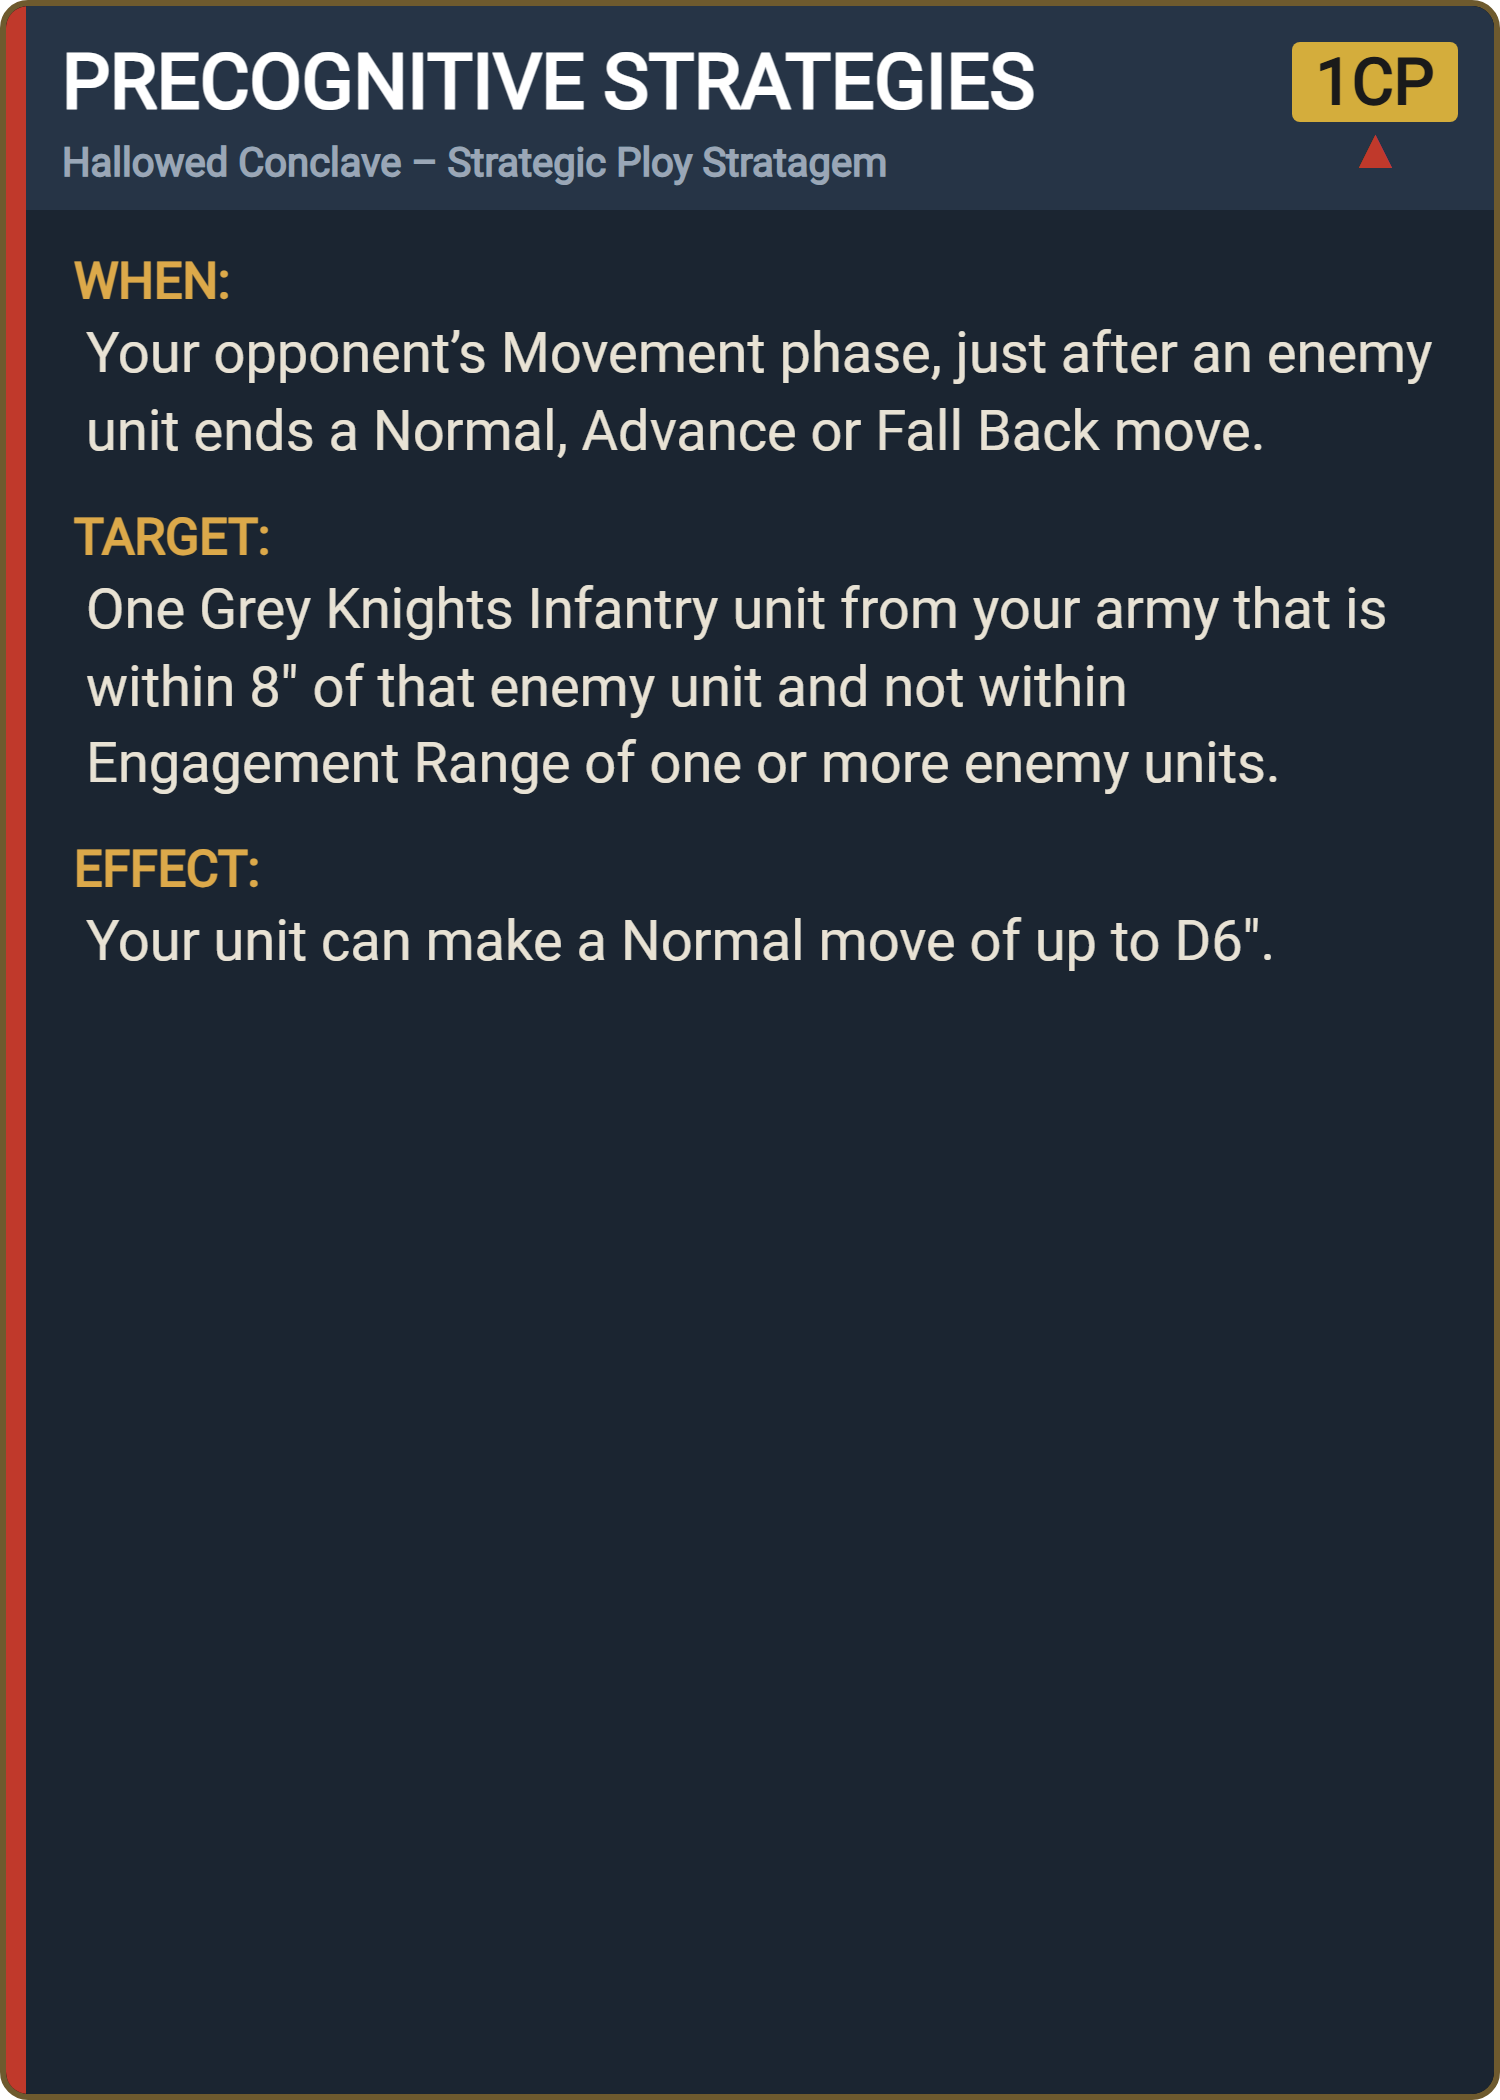 PRECOGNITIVE STRATEGIES
1CP
Hallowed Conclave – Strategic Ploy Stratagem
WHEN:
Your opponent’s Movement phase, just after an enemy
unit ends a Normal, Advance or Fall Back move.
TARGET:
One Grey Knights Infantry unit from your army that is
within 8" of that enemy unit and not within
Engagement Range of one or more enemy units.
EFFECT:
Your unit can make a Normal move of up to D6".